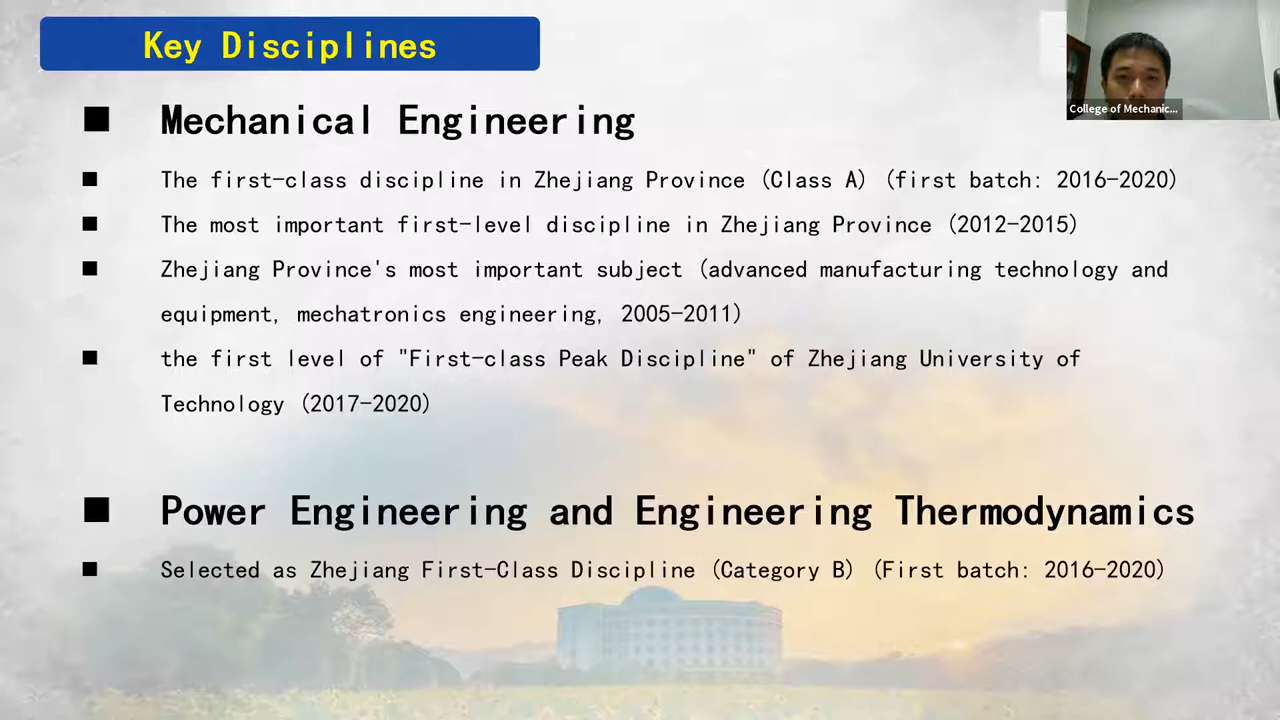 Key Disciplines
College of Mechanic...
■ Mechanical Engineering
■ The first-class discipline in Zhejiang Province (Class A) (first batch: 2016-2020)
■ The most important first-level discipline in Zhejiang Province (2012-2015)
■ Zhejiang Province's most important subject (advanced manufacturing technology and
equipment, mechatronics engineering, 2005-2011)
■ the first level of "First-class Peak Discipline" of Zhejiang University of
Technology (2017-2020)
■ Power Engineering and Engineering Thermodynamics
■ Selected as Zhejiang First-Class Discipline (Category B) (First batch: 2016-2020)